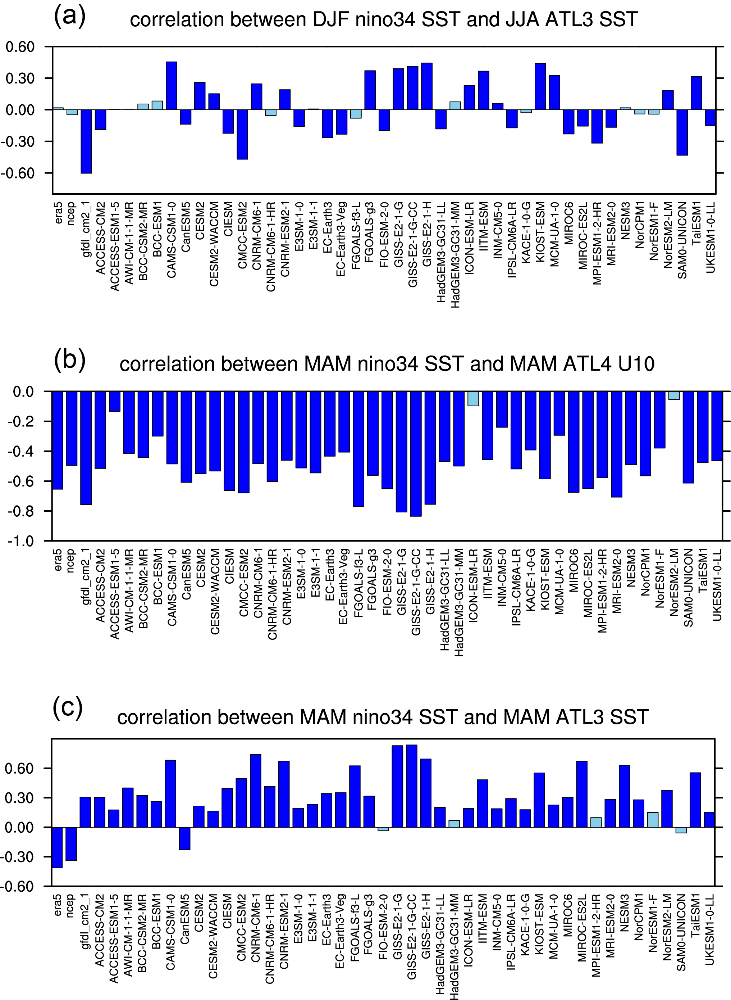 (a)
correlation between DJF nino34 SST and JJA ATL3 SST
0.60
0.30
0.00
-0.30
-0.60
era5
ncep
gfdl_cm2_1
ACCESS-CM2
ACCESS-ESM1-5
AWI-CM-1-1-MR
BCC-CSM2-MR
BCC-ESM1
CAMS-CSM1-0
CanESM5
CESM2
CESM2-WACCM
CIESM
CMCC-ESM2
CNRM-CM6-1
CNRM-CM6-1-HR
CNRM-ESM2-1
E3SM-1-0
E3SM-1-1
EC-Earth3
EC-Earth3-Veg
FGOALS-f3-L
FGOALS-g3
FIO-ESM-2-0
GISS-E2-1-G
GISS-E2-1-G-CC
GISS-E2-1-H
HadGEM3-GC31-LL
HadGEM3-GC31-MM
ICON-ESM-LR
IITM-ESM
INM-CM5-0
IPSL-CM6A-LR
KACE-1-0-G
KIOST-ESM
MCM-UA-1-0
MIROC6
MIROC-ES2L
MPI-ESM1-2-HR
MRI-ESM2-0
NESM3
NorCPM1
NorESM1-F
NorESM2-LM
SAM0-UNICON
TaiESM1
UKESM1-0-LL
(b)
correlation between MAM nino34 SST and MAM ATL4 U10
0.0
-0.2
-0.4
-0.6
-0.8
-1.0
era5
ncep
gfdl_cm2_1
ACCESS-CM2
ACCESS-ESM1-5
AWI-CM-1-1-MR
BCC-CSM2-MR
BCC-ESM1
CAMS-CSM1-0
CanESM5
CESM2
CESM2-WACCM
CIESM
CMCC-ESM2
CNRM-CM6-1
CNRM-CM6-1-HR
CNRM-ESM2-1
E3SM-1-0
E3SM-1-1
EC-Earth3
EC-Earth3-Veg
FGOALS-f3-L
FGOALS-g3
FIO-ESM-2-0
GISS-E2-1-G
GISS-E2-1-G-CC
GISS-E2-1-H
HadGEM3-GC31-LL
HadGEM3-GC31-MM
ICON-ESM-LR
IITM-ESM
INM-CM5-0
IPSL-CM6A-LR
KACE-1-0-G
KIOST-ESM
MCM-UA-1-0
MIROC6
MIROC-ES2L
MPI-ESM1-2-HR
MRI-ESM2-0
NESM3
NorCPM1
NorESM1-F
NorESM2-LM
SAM0-UNICON
TaiESM1
UKESM1-0-LL
(c)
correlation between MAM nino34 SST and MAM ATL3 SST
0.60
0.30
0.00
-0.30
-0.60
era5
ncep
gfdl_cm2_1
ACCESS-CM2
ACCESS-ESM1-5
AWI-CM-1-1-MR
BCC-CSM2-MR
BCC-ESM1
CAMS-CSM1-0
CanESM5
CESM2
CESM2-WACCM
CIESM
CMCC-ESM2
CNRM-CM6-1
CNRM-CM6-1-HR
CNRM-ESM2-1
E3SM-1-0
E3SM-1-1
EC-Earth3
EC-Earth3-Veg
FGOALS-f3-L
FGOALS-g3
FIO-ESM-2-0
GISS-E2-1-G
GISS-E2-1-G-CC
GISS-E2-1-H
HadGEM3-GC31-LL
HadGEM3-GC31-MM
ICON-ESM-LR
IITM-ESM
INM-CM5-0
IPSL-CM6A-LR
KACE-1-0-G
KIOST-ESM
MCM-UA-1-0
MIROC6
MIROC-ES2L
MPI-ESM1-2-HR
MRI-ESM2-0
NESM3
NorCPM1
NorESM1-F
NorESM2-LM
SAM0-UNICON
TaiESM1
UKESM1-0-LL